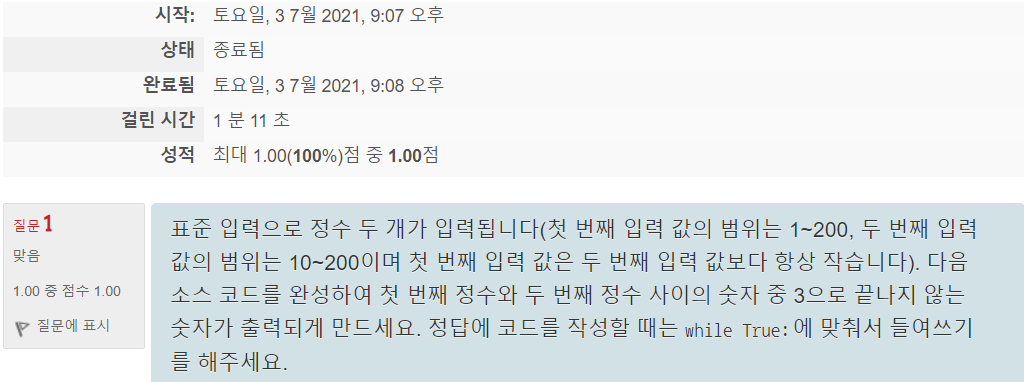 시작: 토요일, 3 7월 2021, 9:07 오후
상태 종료됨
완료됨 토요일, 3 7월 2021, 9:08 오후
걸린 시간 1 분 11 초
성적 최대 1.00(100%)점 중 1.00점
질문 1
맞음
1.00 중 점수 1.00
질문에 표시
표준 입력으로 정수 두 개가 입력됩니다(첫 번째 입력 값의 범위는 1~200, 두 번째 입력
값의 범위는 10~200이며 첫 번째 입력 값은 두 번째 입력 값보다 항상 작습니다). 다음
소스 코드를 완성하여 첫 번째 정수와 두 번째 정수 사이의 숫자 중 3으로 끝나지 않는
숫자가 출력되게 만드세요. 정답에 코드를 작성할 때는 while True: 에 맞춰서 들여쓰기
를 해주세요.